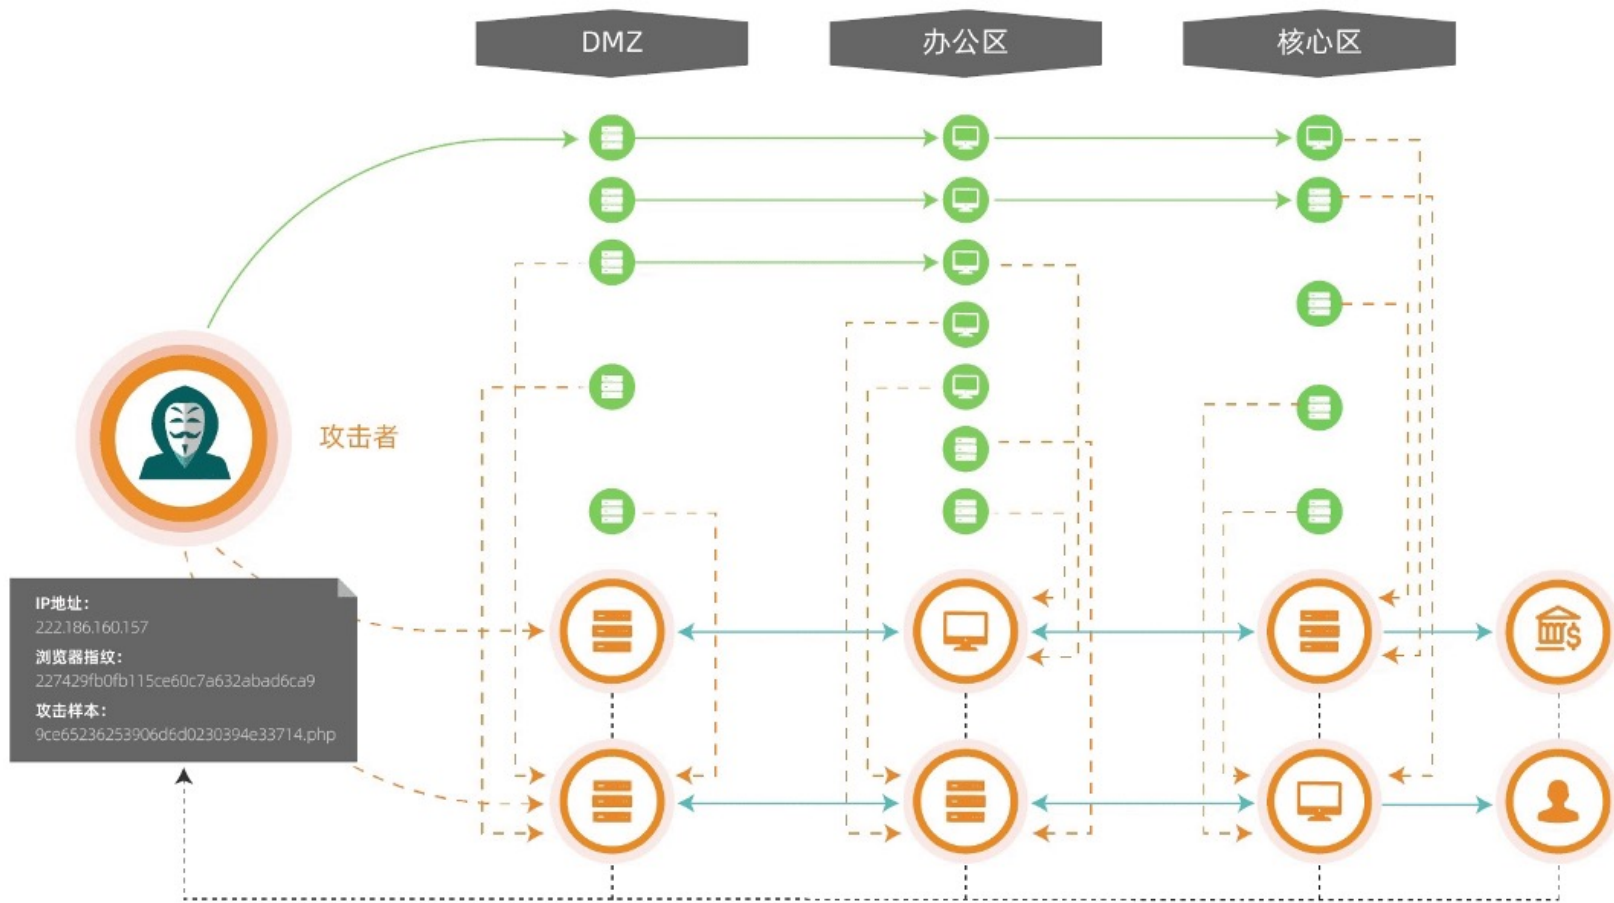 DMZ
办公区
核心区
攻击者
IP地址：
222.186.160.157
浏览器指纹：
227429fb0fb115ce60c7a632abad6ca9
攻击样本：
9ce65236253906d6d0230394e33714.php